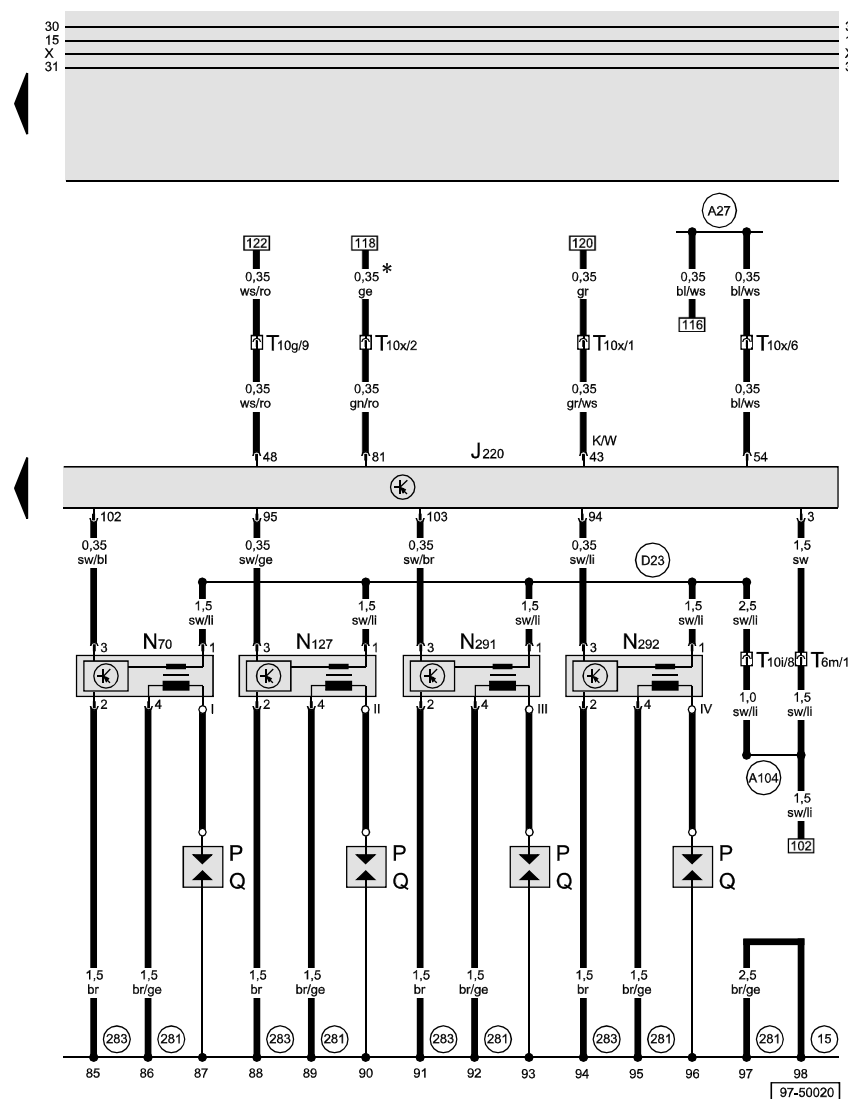 30 3
15
X X
31 3
A27
122 118 120
0,35 0,35 * 0,35 0,35 0,35
ws/ro ge gr bl/ws bl/ws
116
T10g/9 T10x/2 T10x/1 T10x/6
0,35 0,35 0,35 0,35
ws/ro gn/ro gr/ws bl/ws
K/W
48 81 J220 43 54
102 95 103 94 3
0,35 0,35 0,35 0,35 1,5
sw/bl sw/ge sw/br sw/li sw
D23
1,5 1,5 1,5 1,5 2,5
sw/li sw/li sw/li sw/li sw/li
3 N70 1 3 N127 1 3 N291 1 3 N292 1
T10i/8 T6m/1
2 4 I 2 4 II 2 4 III 2 4 IV
1,0 1,5
sw/li sw/li
A104
1,5
sw/li
102
P P P P
Q Q Q Q
1,5 1,5 1,5 1,5 1,5 1,5 1,5 1,5 2,5
br br/ge br br/ge br br/ge br br/ge br/ge
283 281 283 281 283 281 283 281 281 15
85 86 87 88 89 90 91 92 93 94 95 96 97 98
97-50020